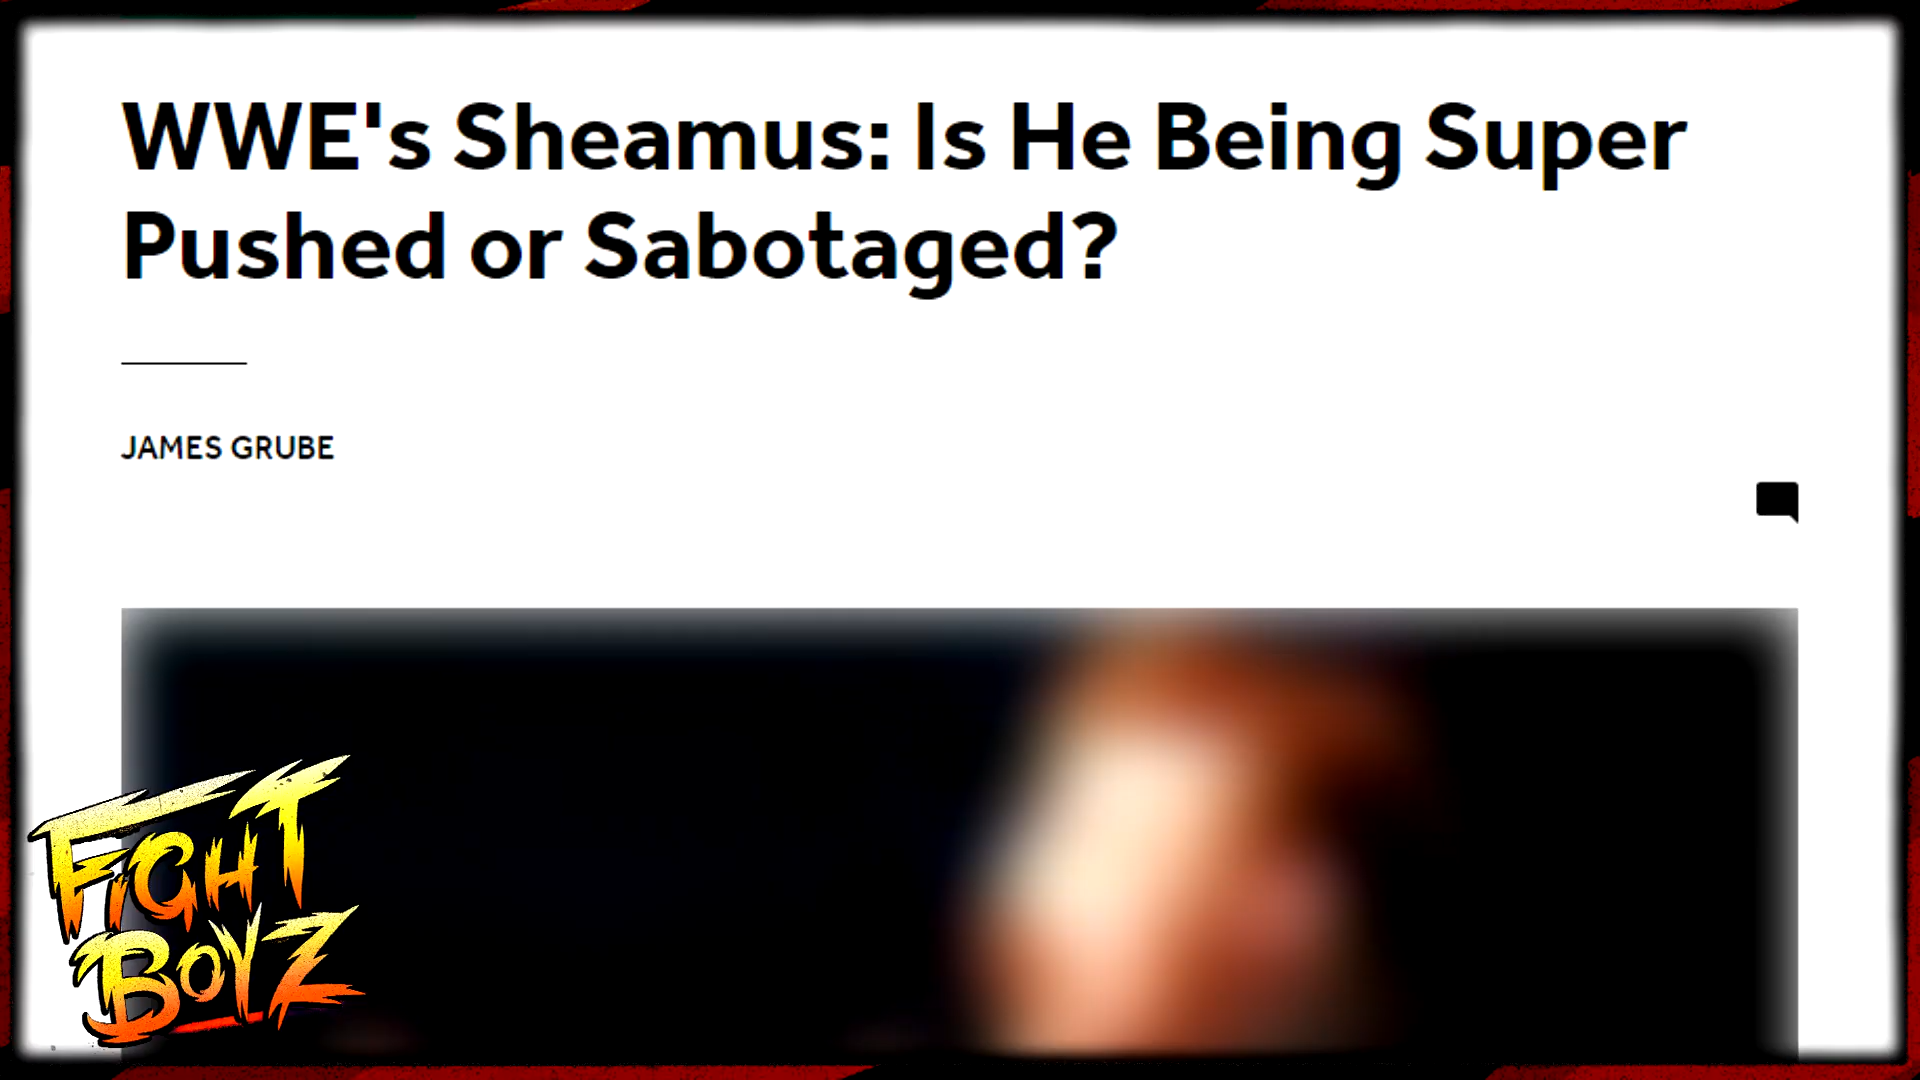 WWE's Sheamus: Is He Being Super
Pushed or Sabotaged?
JAMES GRUBE
FIGHT
BOYZ